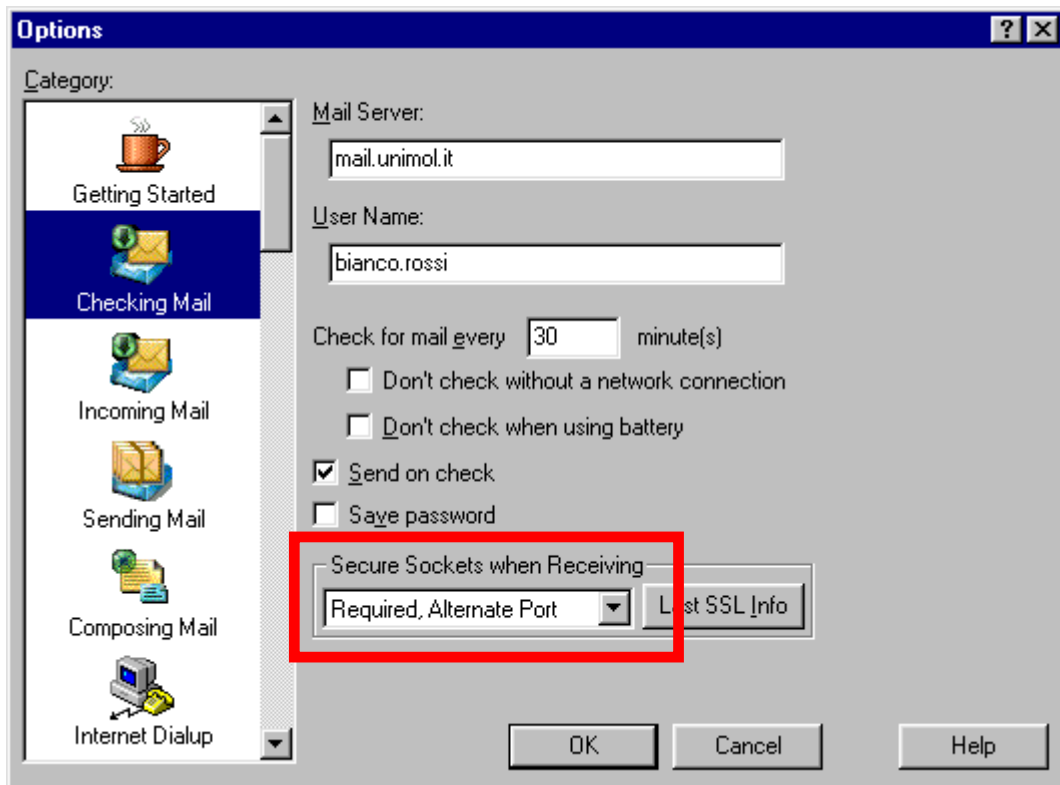 Options
Category:
Getting Started
Checking Mail
Incoming Mail
Sending Mail
Composing Mail
Internet Dialup
Mail Server:
mail.unimol.it
User Name:
bianco.rossi
Check for mail every 30 minute(s)
Don't check without a network connection
Don't check when using battery
Send on check
Save password
Secure Sockets when Receiving
Required, Alternate Port
Last SSL Info
OK Cancel Help